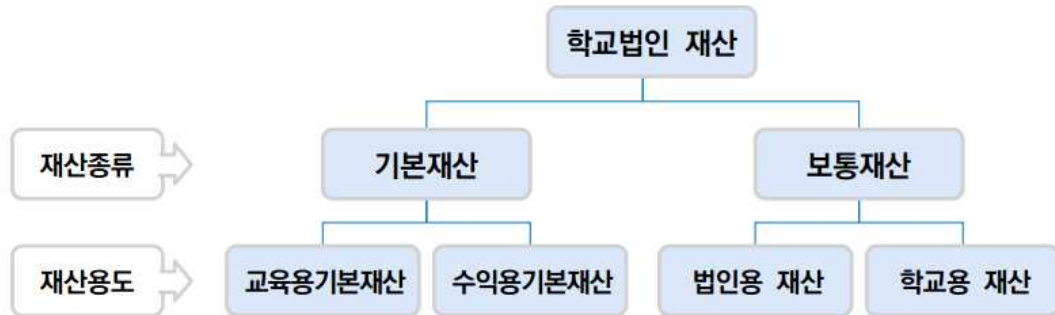 학교법인 재산
재산종류
기본재산
보통재산
재산용도
교육용기본재산
수익용기본재산
법인용 재산
학교용 재산